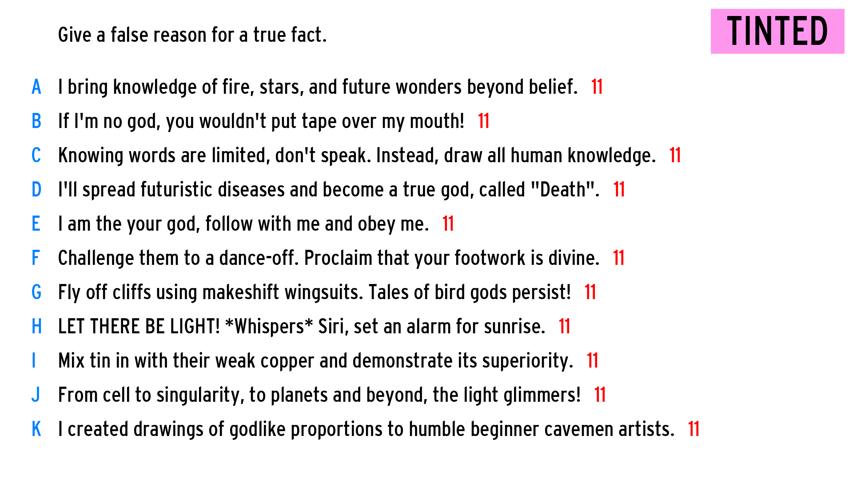 Give a false reason for a true fact.
TINTED
A I bring knowledge of fire, stars, and future wonders beyond belief. 11
B If I'm no god, you wouldn't put tape over my mouth! 11
C Knowing words are limited, don't speak. Instead, draw all human knowledge. 11
D I'll spread futuristic diseases and become a true god, called "Death". 11
E I am the your god, follow with me and obey me. 11
F Challenge them to a dance-off. Proclaim that your footwork is divine. 11
G Fly off cliffs using makeshift wingsuits. Tales of bird gods persist! 11
H LET THERE BE LIGHT! *Whispers* Siri, set an alarm for sunrise. 11
I Mix tin in with their weak copper and demonstrate its superiority. 11
J From cell to singularity, to planets and beyond, the light glimmers! 11
K I created drawings of godlike proportions to humble beginner cavemen artists. 11